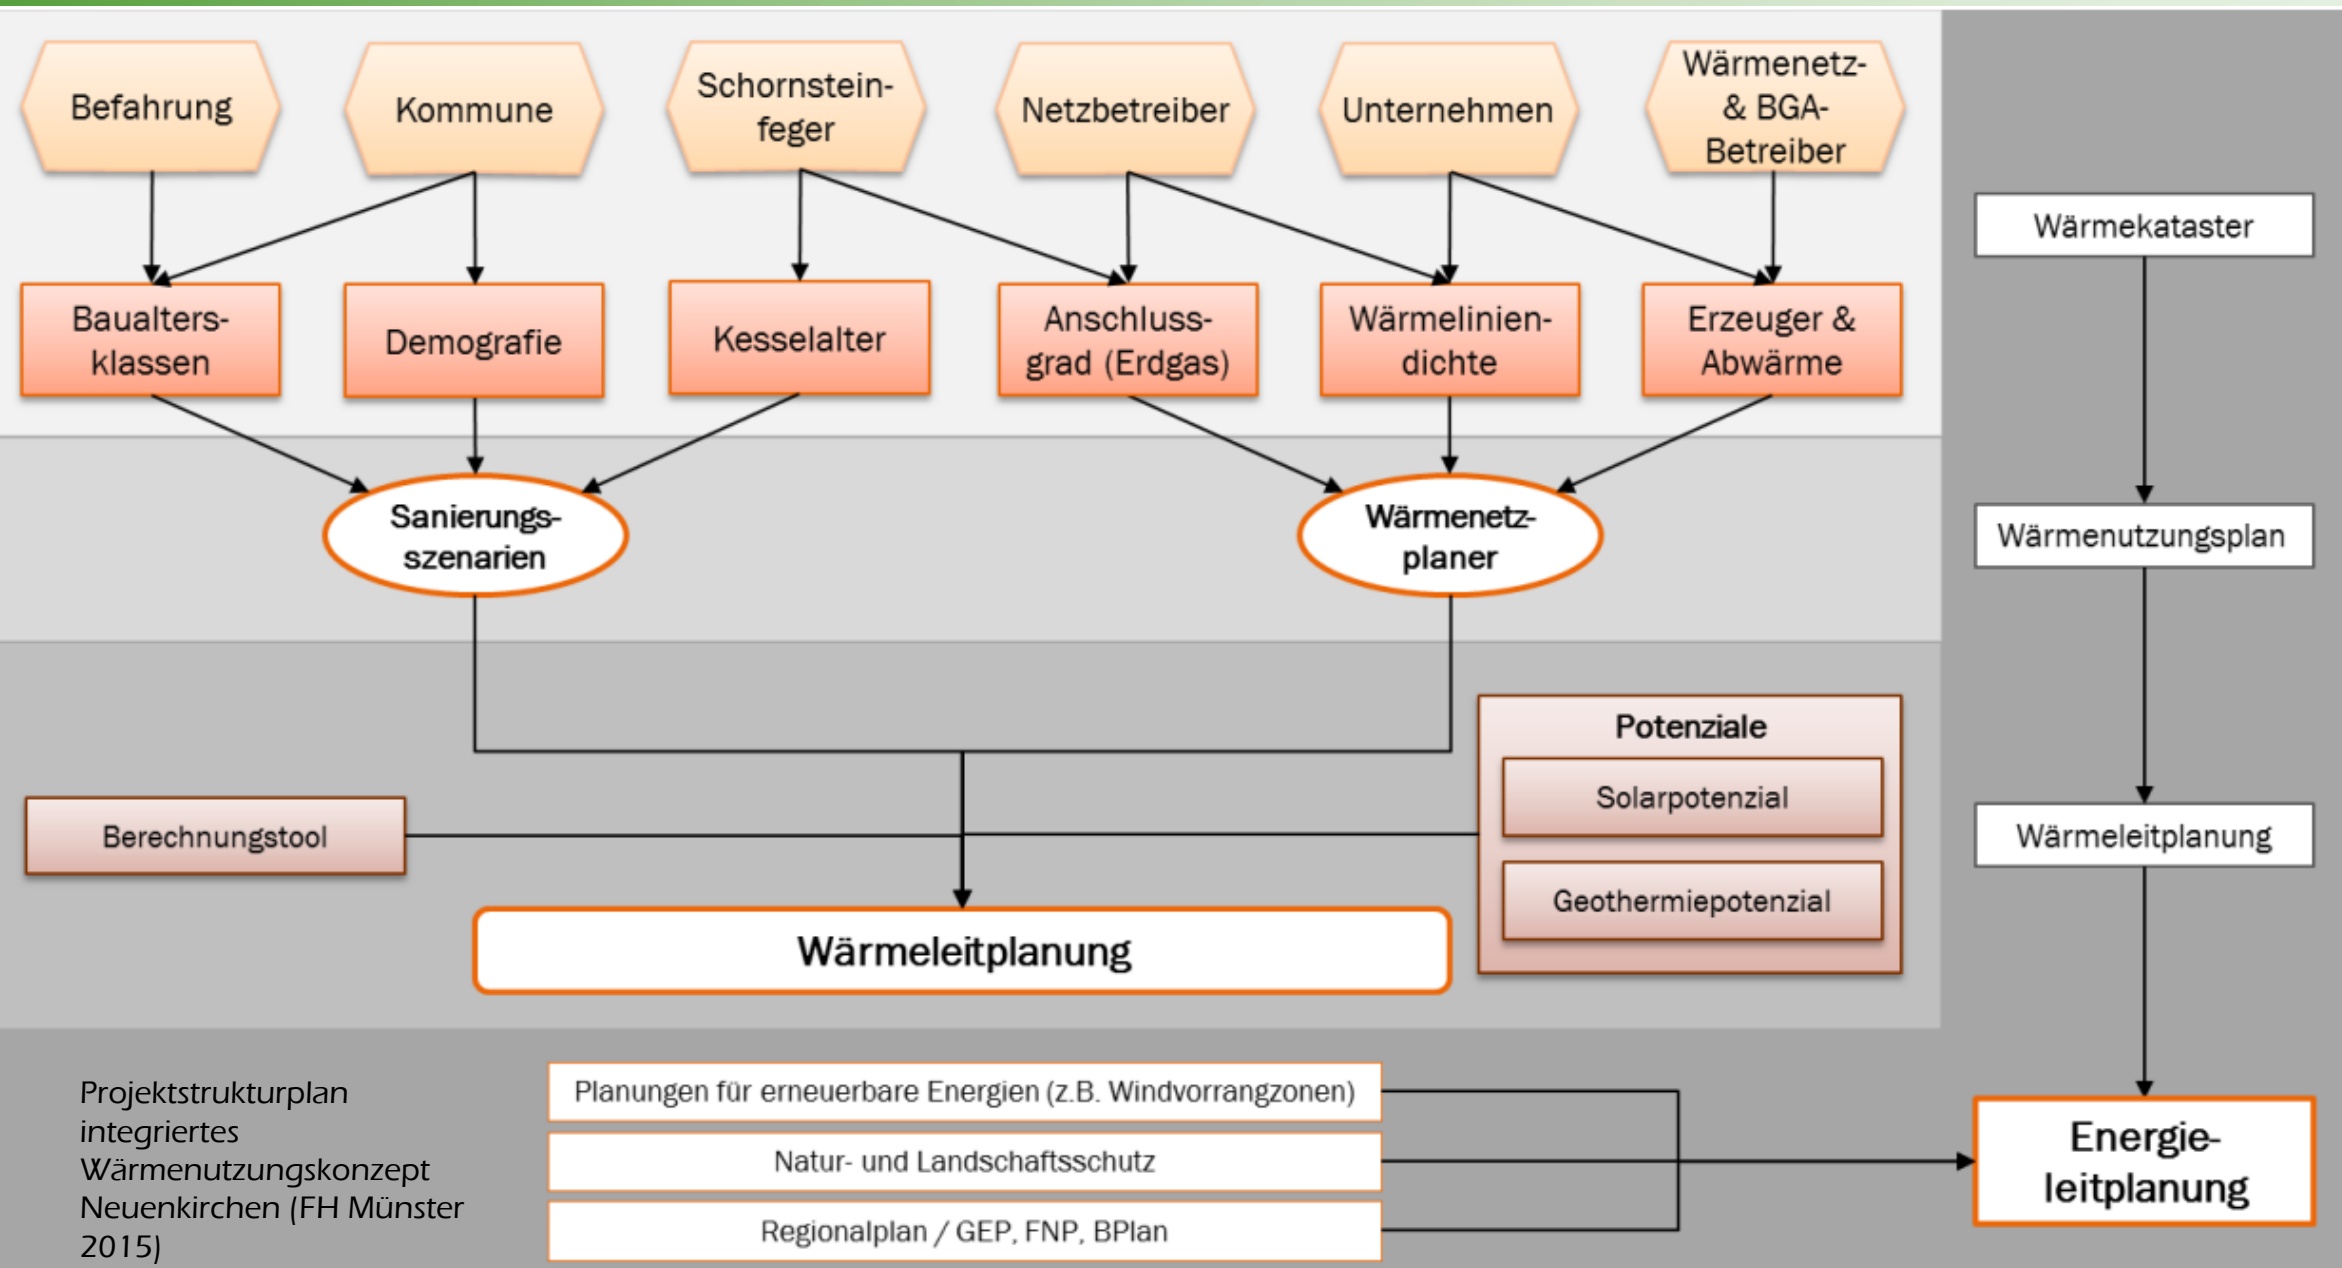 Befahrung
Kommune
Schornstein-
feger
Netzbetreiber
Unternehmen
Wärmenetz-
& BGA-
Betreiber
Baualters-
klassen
Demografie
Kesselalter
Anschluss-
grad (Erdgas)
Wärmelinien-
dichte
Erzeuger &
Abwärme
Wärmekataster
Sanierungs-
szenarien
Wärmenetz-
planer
Wärmenutzungsplan
Potenziale
Solarpotenzial
Geothermiepotenzial
Berechnungstool
Wärmeleitplanung
Wärmeleitplanung
Projektstrukturplan
integriertes
Wärmenutzungskonzept
Neuenkirchen (FH Münster
2015)
Planungen für erneuerbare Energien (z.B. Windvorrangzonen)
Natur- und Landschaftsschutz
Regionalplan / GEP, FNP, BPlan
Energie-
leitplanung